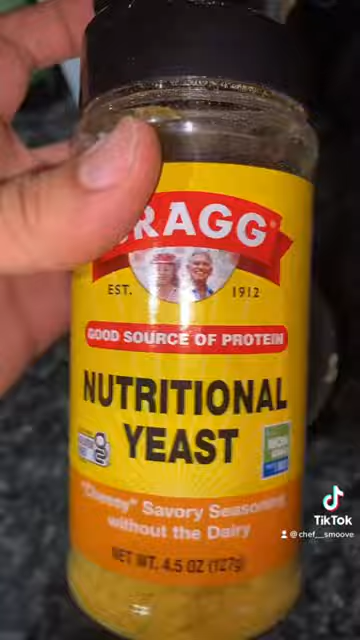 BRAGG
EST. 1912
GOOD SOURCE OF PROTEIN
NUTRITIONAL
YEAST
"Cheesy" Savory Seasoning
without the Dairy
NET WT. 4.5 OZ (127g)
TikTok
@chef__smoove